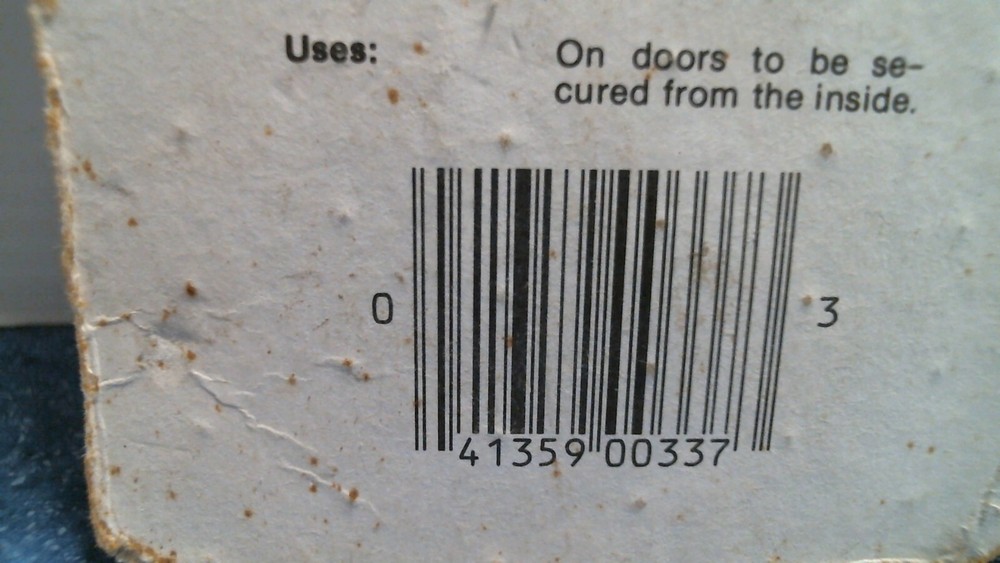 Uses: On doors to be se-
cured from the inside.
0 41359 00337 3